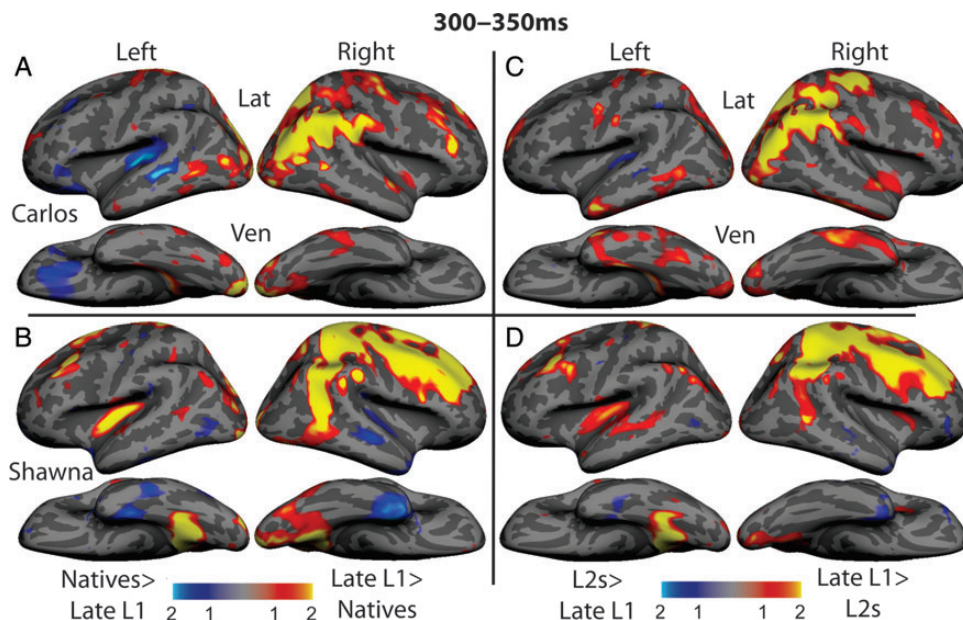 300–350ms
Left Right Left Right
A C
Lat Lat
Carlos
Ven Ven
B D
Shawna
Natives> Late L1> L2s> Late L1>
Late L1 2 1 1 2 Natives Late L1 2 1 1 2 L2s